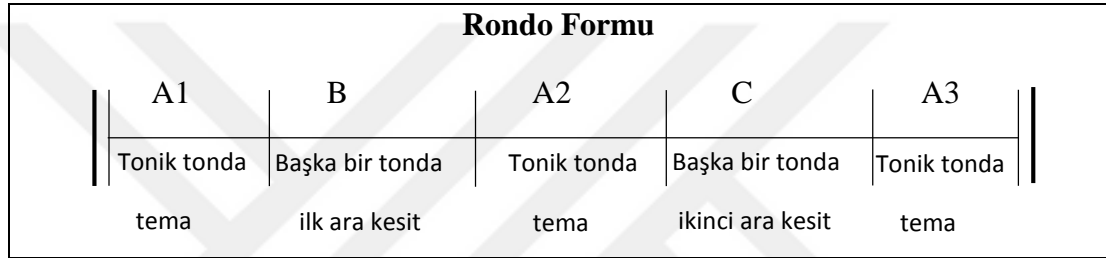 Rondo Formu
A1 B A2 C A3
Tonik tonda Başka bir tonda Tonik tonda Başka bir tonda Tonik tonda
tema ilk ara kesit tema ikinci ara kesit tema